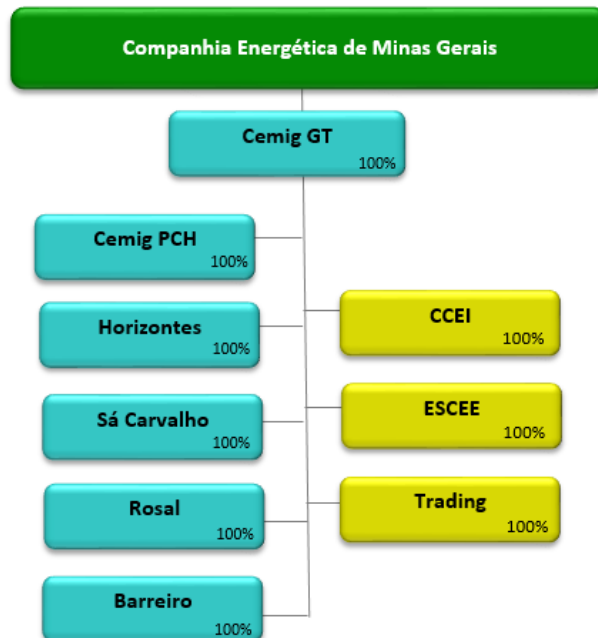 Companhia Energética de Minas Gerais
Cemig GT
100%
Cemig PCH
100%
Horizontes
100%
Sá Carvalho
100%
Rosal
100%
Barreiro
100%
CCEI
100%
ESCEE
100%
Trading
100%